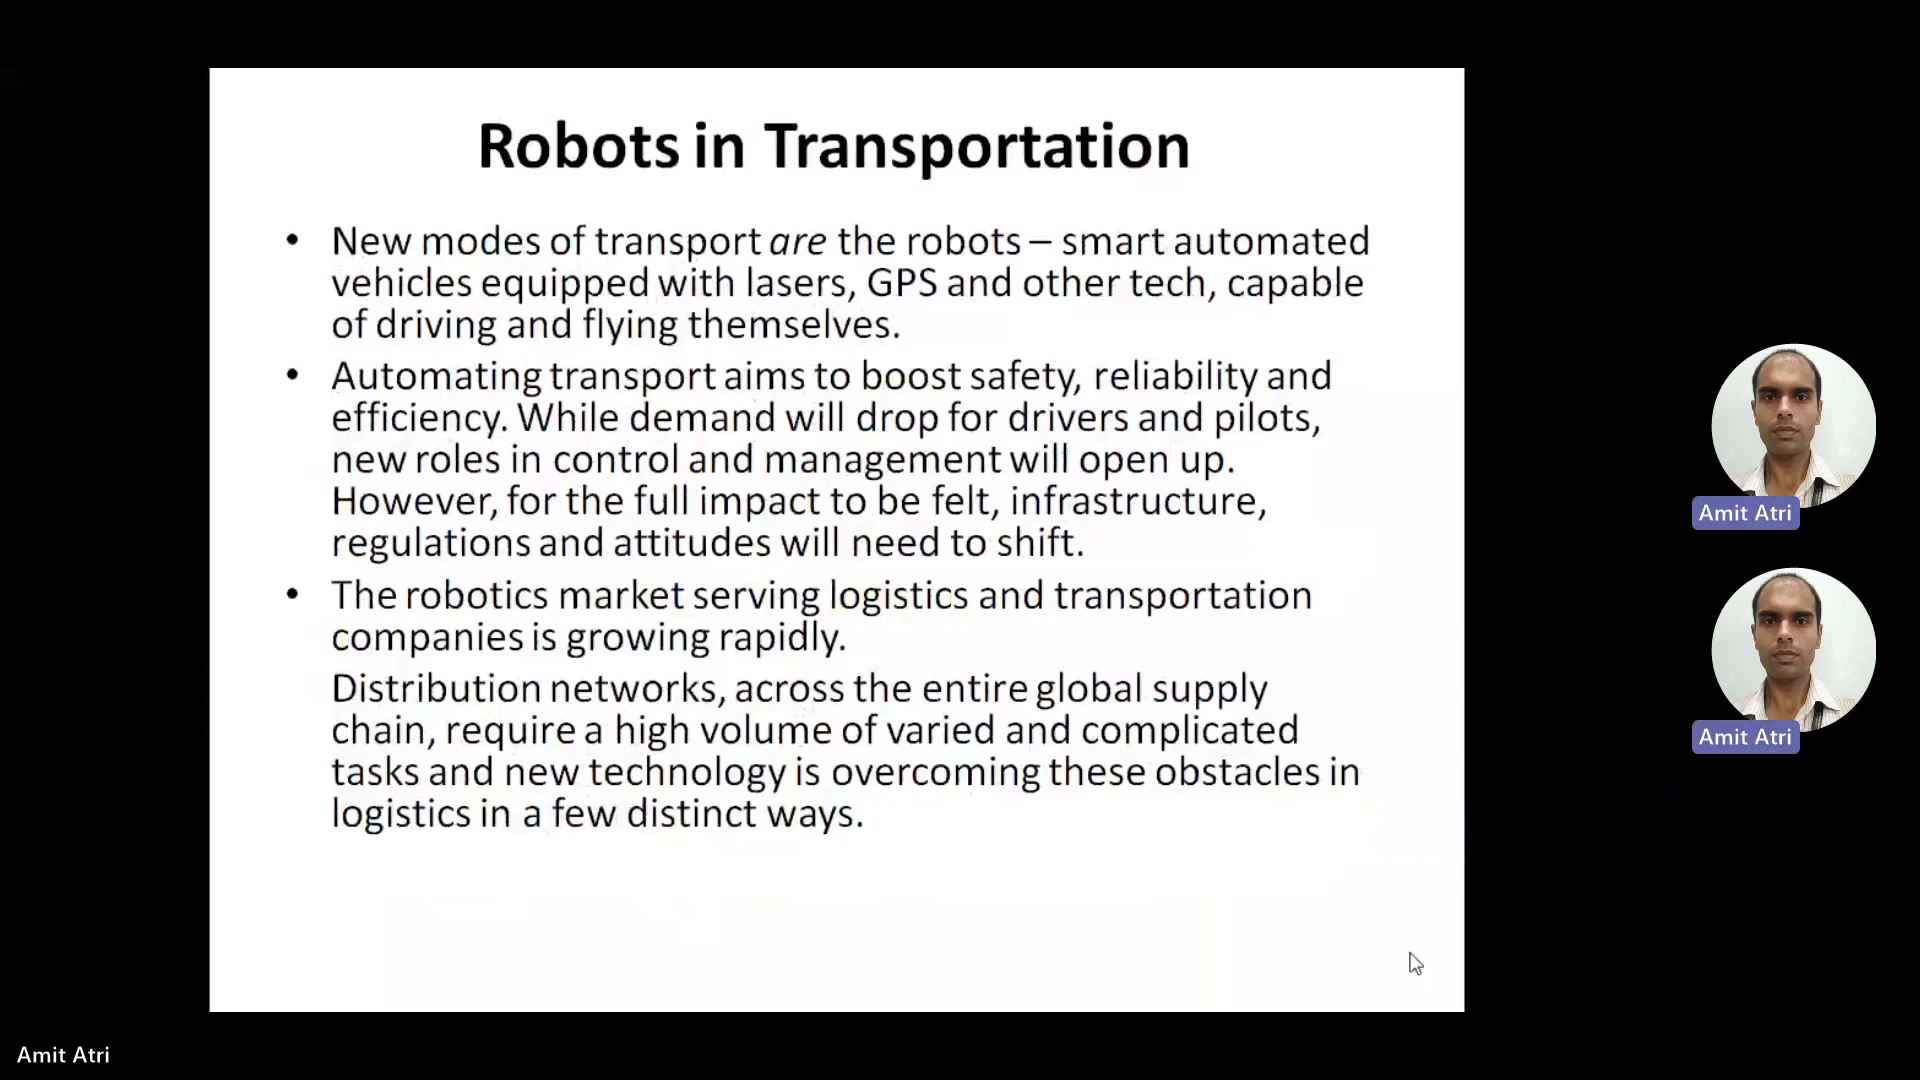 Robots in Transportation
• New modes of transport are the robots – smart automated
vehicles equipped with lasers, GPS and other tech, capable
of driving and flying themselves.
• Automating transport aims to boost safety, reliability and
efficiency. While demand will drop for drivers and pilots,
new roles in control and management will open up.
However, for the full impact to be felt, infrastructure,
regulations and attitudes will need to shift.
• The robotics market serving logistics and transportation
companies is growing rapidly.
Distribution networks, across the entire global supply
chain, require a high volume of varied and complicated
tasks and new technology is overcoming these obstacles in
logistics in a few distinct ways.
Amit Atri
Amit Atri
Amit Atri